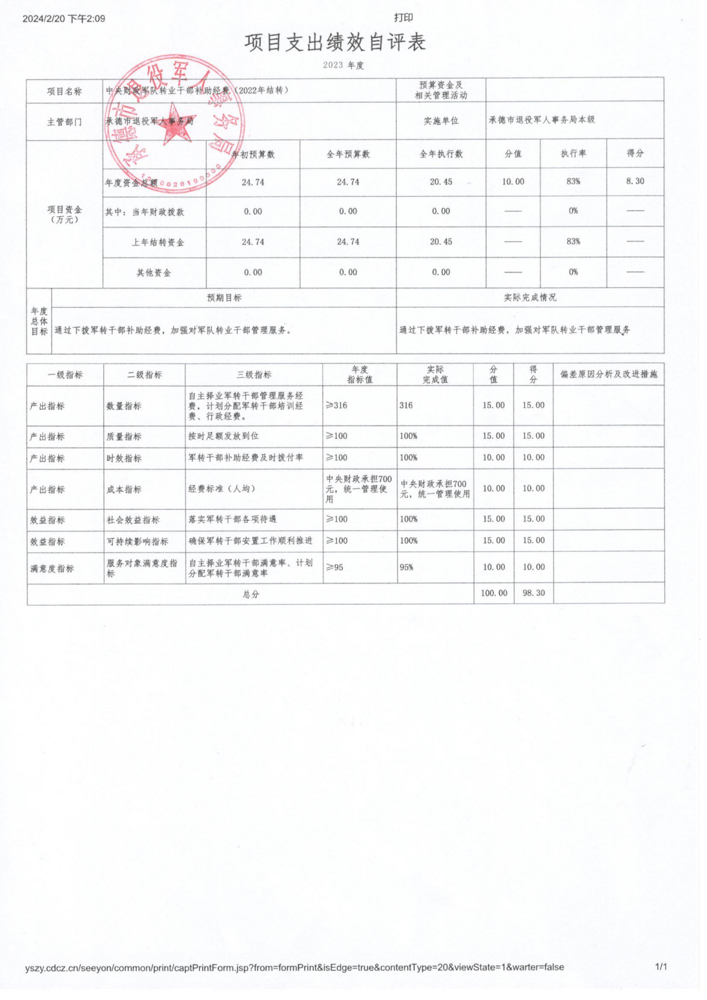 2024/2/20 下午2:09 打印
项目支出绩效自评表
2023 年度
项目名称 中央财政军队转业干部补助经费（2022年结转） 预算资金及
相关管理活动
主管部门 承德市退役军人事务局 实施单位 承德市退役军人事务局本级
承德市退役军人事务局
项目资金
（万元）
年初预算数 全年预算数 全年执行数 分值 执行率 得分
年度资金总额 24.74 24.74 20.45 10.00 83% 8.30
其中：当年财政拨款 0.00 0.00 0.00 —— 0% ——
上年结转资金 24.74 24.74 20.45 —— 83% ——
其他资金 0.00 0.00 0.00 —— 0% ——
年度
总体
目标
预期目标 实际完成情况
通过下拨军转干部补助经费，加强对军队转业干部管理服务。 通过下拨军转干部补助经费，加强对军队转业干部管理服务
一级指标 二级指标 三级指标 年度
指标值 实际
完成值 分
值 得
分 偏差原因分析及改进措施
产出指标 数量指标 自主择业军转干部管理服务经
费，计划分配军转干部培训经
费、行政经费。 ≥316 316 15.00 15.00
产出指标 质量指标 按时足额发放到位 ≥100 100% 15.00 15.00
产出指标 时效指标 军转干部补助经费及时拨付率 ≥100 100% 10.00 10.00
产出指标 成本指标 经费标准（人均） 中央财政承担700
元，统一管理使
用 中央财政承担700
元，统一管理使用 10.00 10.00
效益指标 社会效益指标 落实军转干部各项待遇 ≥100 100% 15.00 15.00
效益指标 可持续影响指标 确保军转干部安置工作顺利推进 ≥100 100% 15.00 15.00
满意度指标 服务对象满意度指
标 自主择业军转干部满意率、计划
分配军转干部满意率 ≥95 95% 10.00 10.00
总分 100.00 98.30
yszy.cdcz.cn/seeyon/common/print/captPrintForm.jsp?from=formPrint&isEdge=true&contentType=20&viewState=1&warter=false 1/1